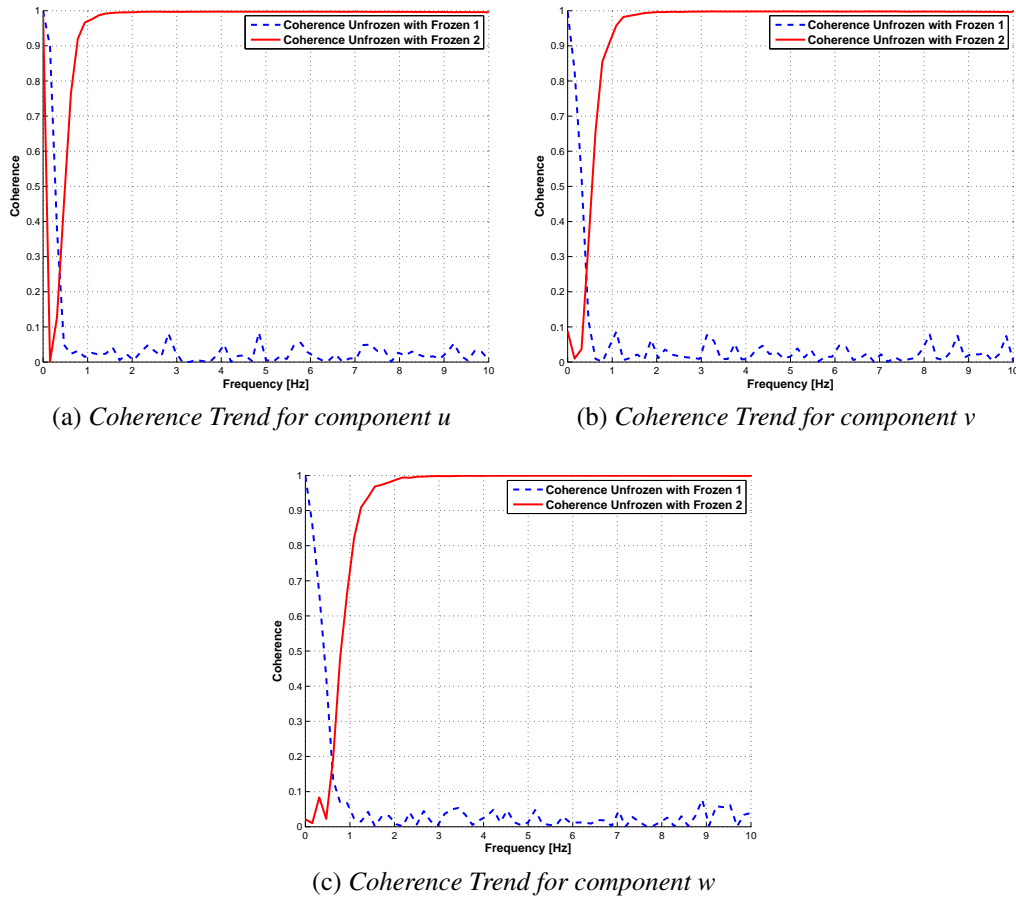 1
0.9
0.8
0.7
0.6
0.5
0.4
0.3
0.2
0.1
0
Coherence
0 1 2 3 4 5 6 7 8 9 10
Frequency [Hz]
Coherence Unfrozen with Frozen 1
Coherence Unfrozen with Frozen 2
(a) Coherence Trend for component u
1
0.9
0.8
0.7
0.6
0.5
0.4
0.3
0.2
0.1
0
Coherence
0 1 2 3 4 5 6 7 8 9 10
Frequency [Hz]
Coherence Unfrozen with Frozen 1
Coherence Unfrozen with Frozen 2
(b) Coherence Trend for component v
1
0.9
0.8
0.7
0.6
0.5
0.4
0.3
0.2
0.1
0
Coherence
0 1 2 3 4 5 6 7 8 9 10
Frequency [Hz]
Coherence Unfrozen with Frozen 1
Coherence Unfrozen with Frozen 2
(c) Coherence Trend for component w